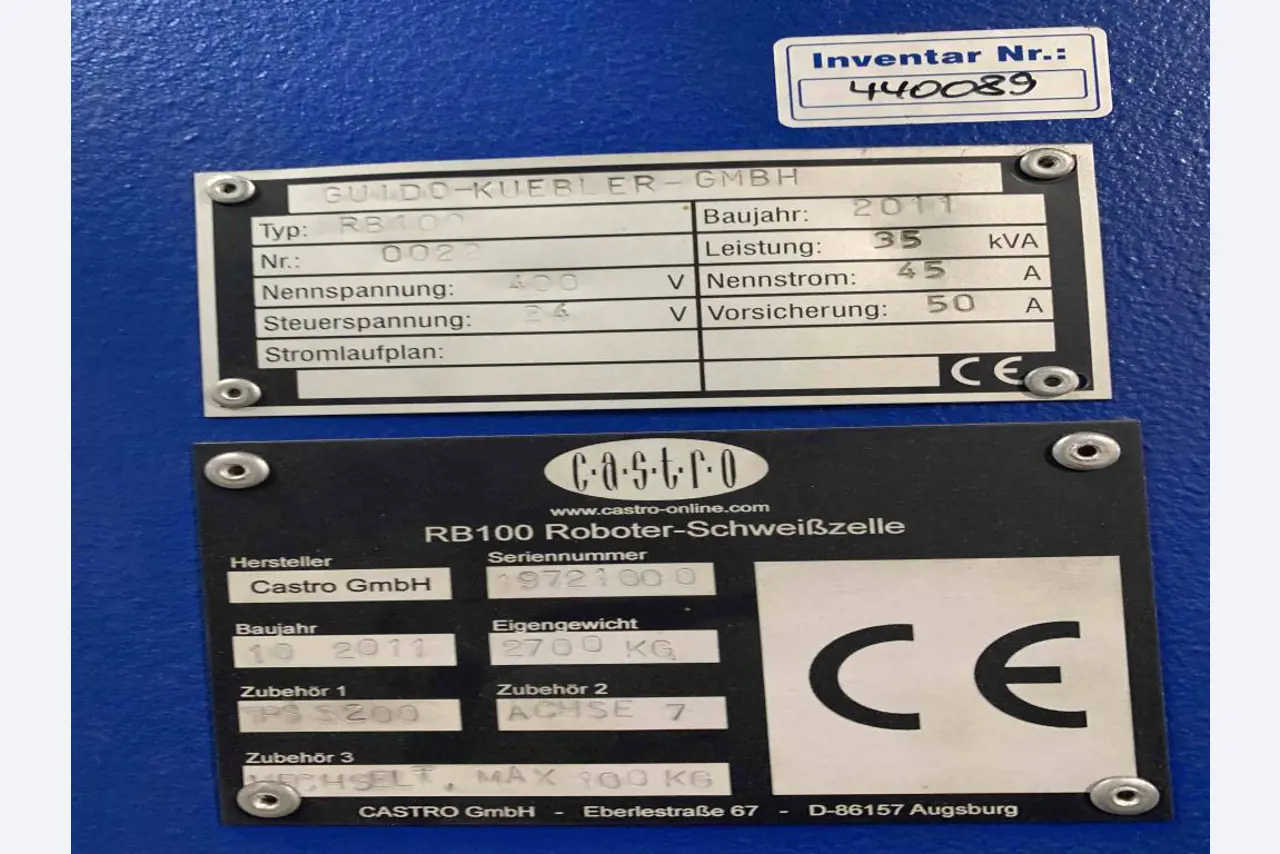 Inventar Nr.:
440089
GUIDO-KUEBLER-GMBH
Typ: RB100
Baujahr: 2011
Nr.: 0022
Leistung: 35 kVA
Nennspannung: 400 V
Nennstrom: 45 A
Steuerspannung: 24 V
Vorsicherung: 50 A
Stromlaufplan:
CE
c·a·s·t·r·o
www.castro-online.com
RB100 Roboter-Schweißzelle
Hersteller
Castro GmbH
Seriennummer
19721000
Baujahr
10 2011
Eigengewicht
2700 KG
Zubehör 1
5200
Zubehör 2
ACHSE 7
Zubehör 3
MAX 100 KG
CE
CASTRO GmbH - Eberlestraße 67 - D-86157 Augsburg